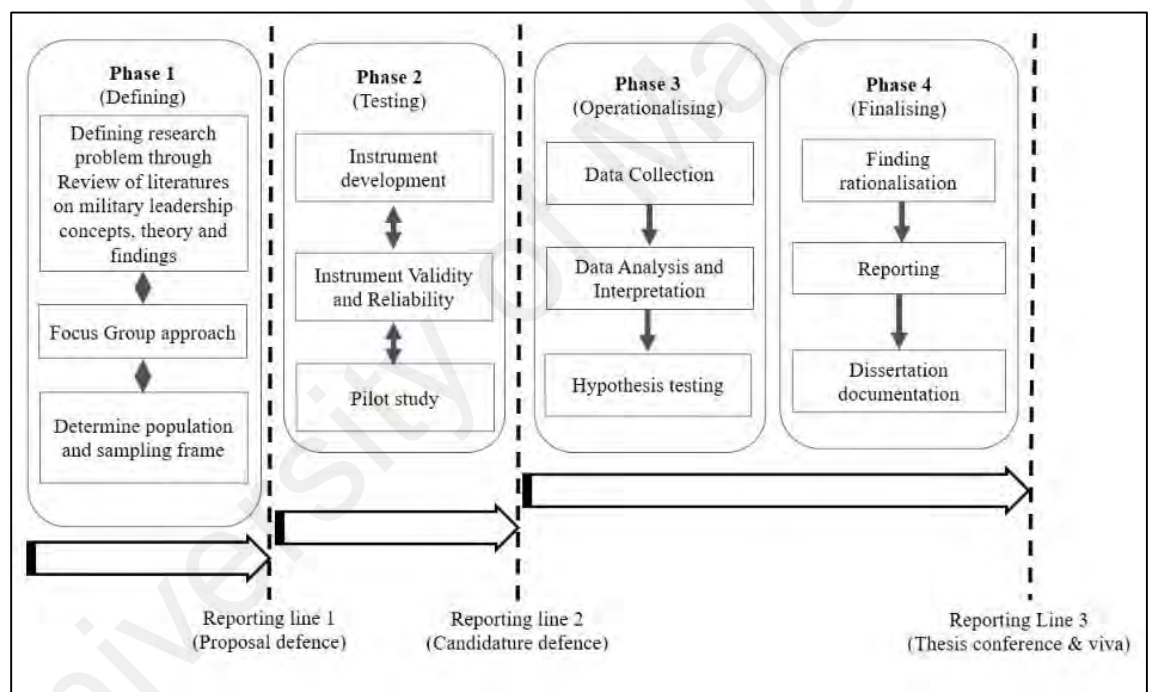 Phase 1
(Defining)
Defining research
problem through
Review of literatures
on military leadership
concepts, theory and
findings
Focus Group approach
Determine population
and sampling frame
Phase 2
(Testing)
Instrument
development
Instrument Validity
and Reliability
Pilot study
Phase 3
(Operationalising)
Data Collection
Data Analysis and
Interpretation
Hypothesis testing
Phase 4
(Finalising)
Finding
rationalisation
Reporting
Dissertation
documentation
Reporting line 1
(Proposal defence)
Reporting line 2
(Candidature defence)
Reporting Line 3
(Thesis conference & viva)